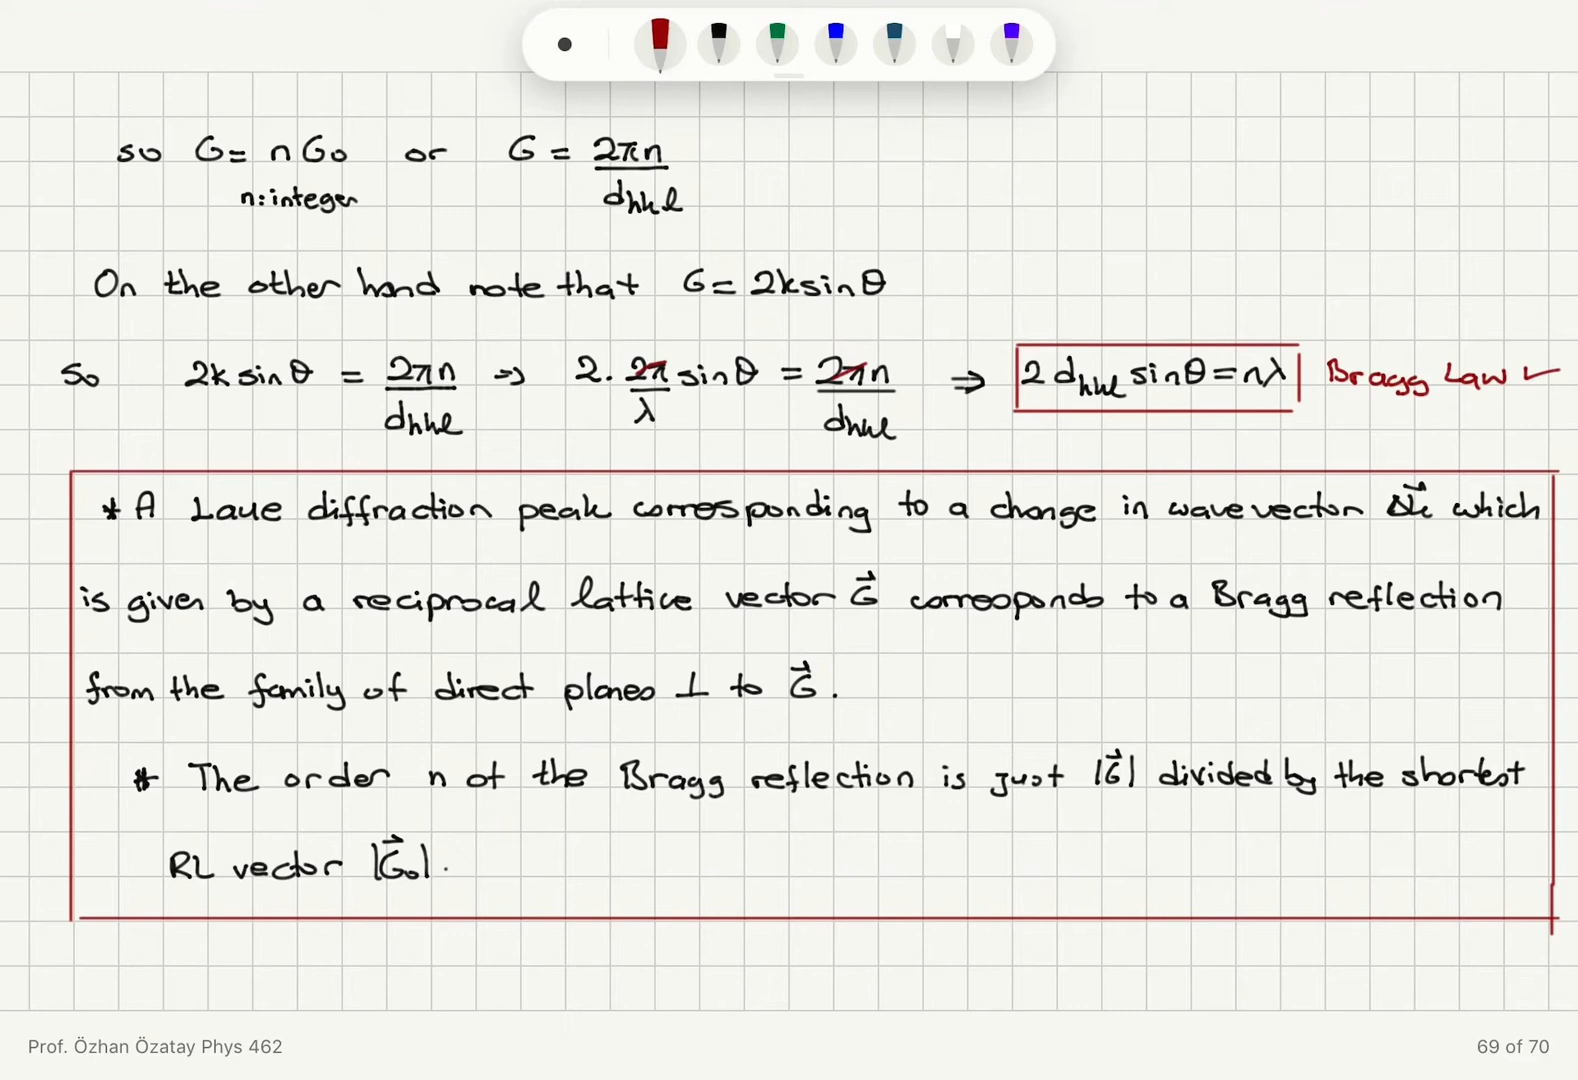 so G = nG₀ or G = 2πn / d_hkl
n: integer
On the other hand note that G = 2k sinθ
So 2k sinθ = 2πn / d_hkl ⇒ 2. 2π/λ sinθ = 2πn / d_hkl ⇒ 2 d_hkl sinθ = nλ Bragg Law ✓
* A Laue diffraction peak corresponding to a change in wavevector Δk⃗ which
is given by a reciprocal lattice vector G⃗ corresponds to a Bragg reflection
from the family of direct planes ⊥ to G⃗.
* The order n of the Bragg reflection is just |G⃗| divided by the shortest
RL vector |G⃗₀|.
Prof. Özhan Özatay Phys 462
69 of 70